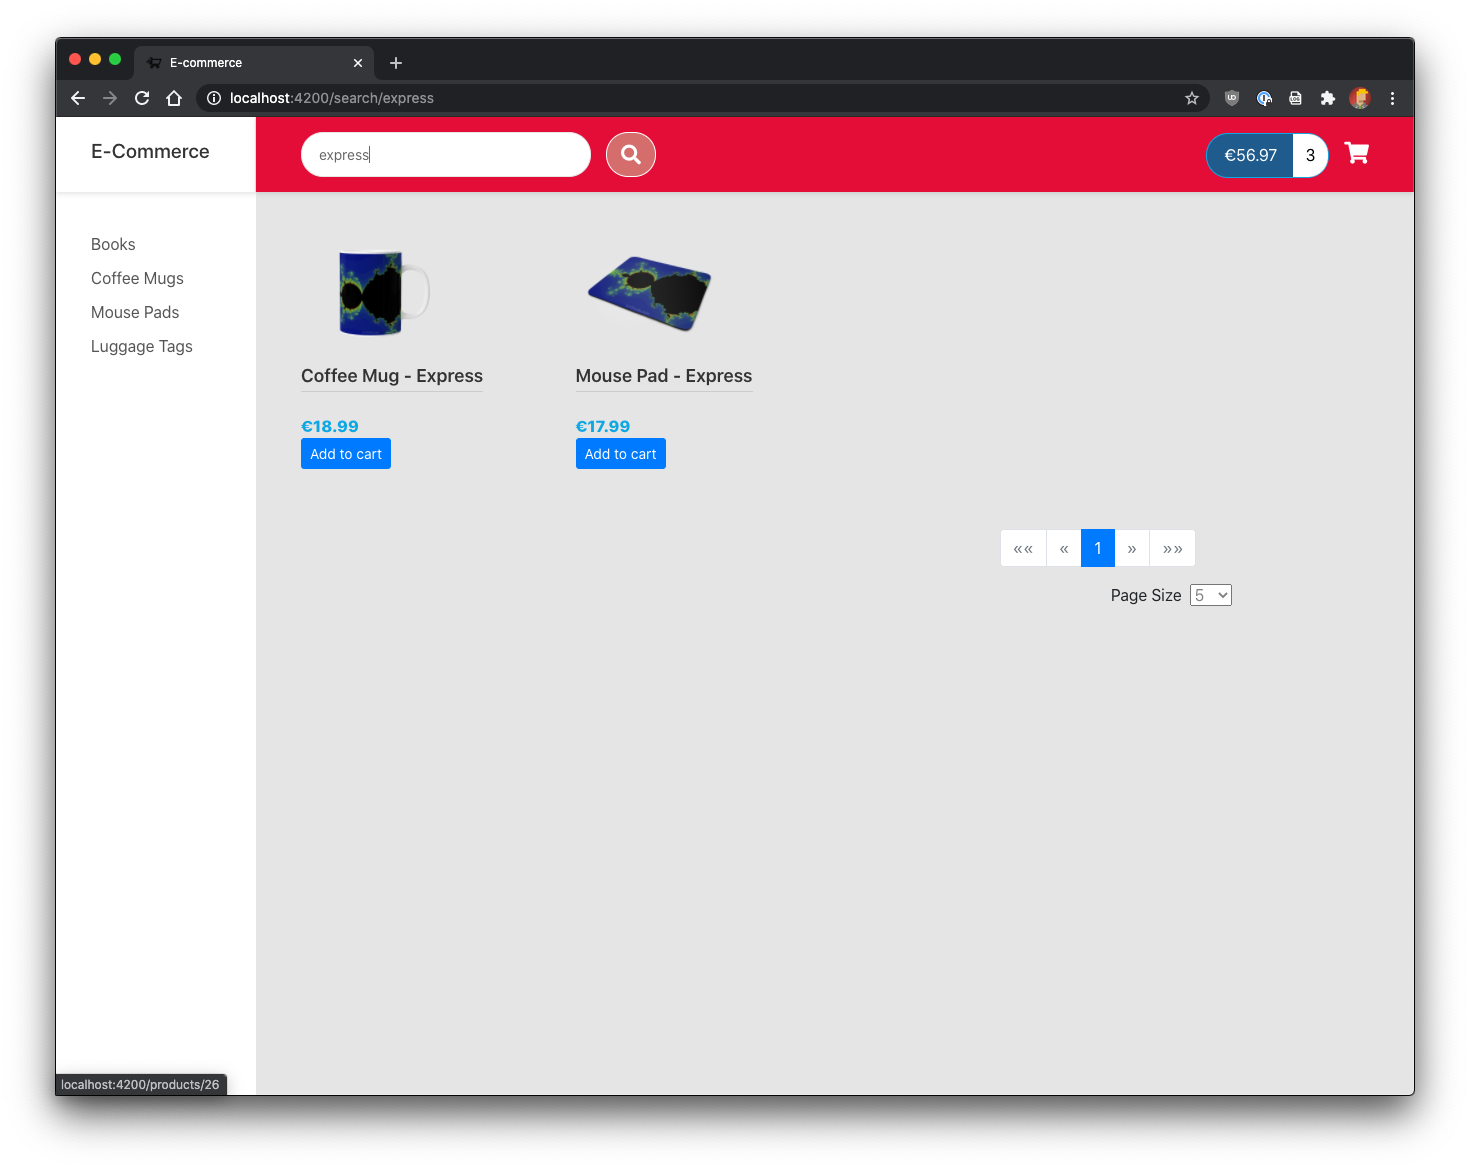 E-commerce
localhost:4200/search/express
E-Commerce
express
€56.97 3
Books
Coffee Mugs
Mouse Pads
Luggage Tags
Coffee Mug - Express
€18.99
Add to cart
Mouse Pad - Express
€17.99
Add to cart
«« « 1 » »»
Page Size 5
localhost:4200/products/26